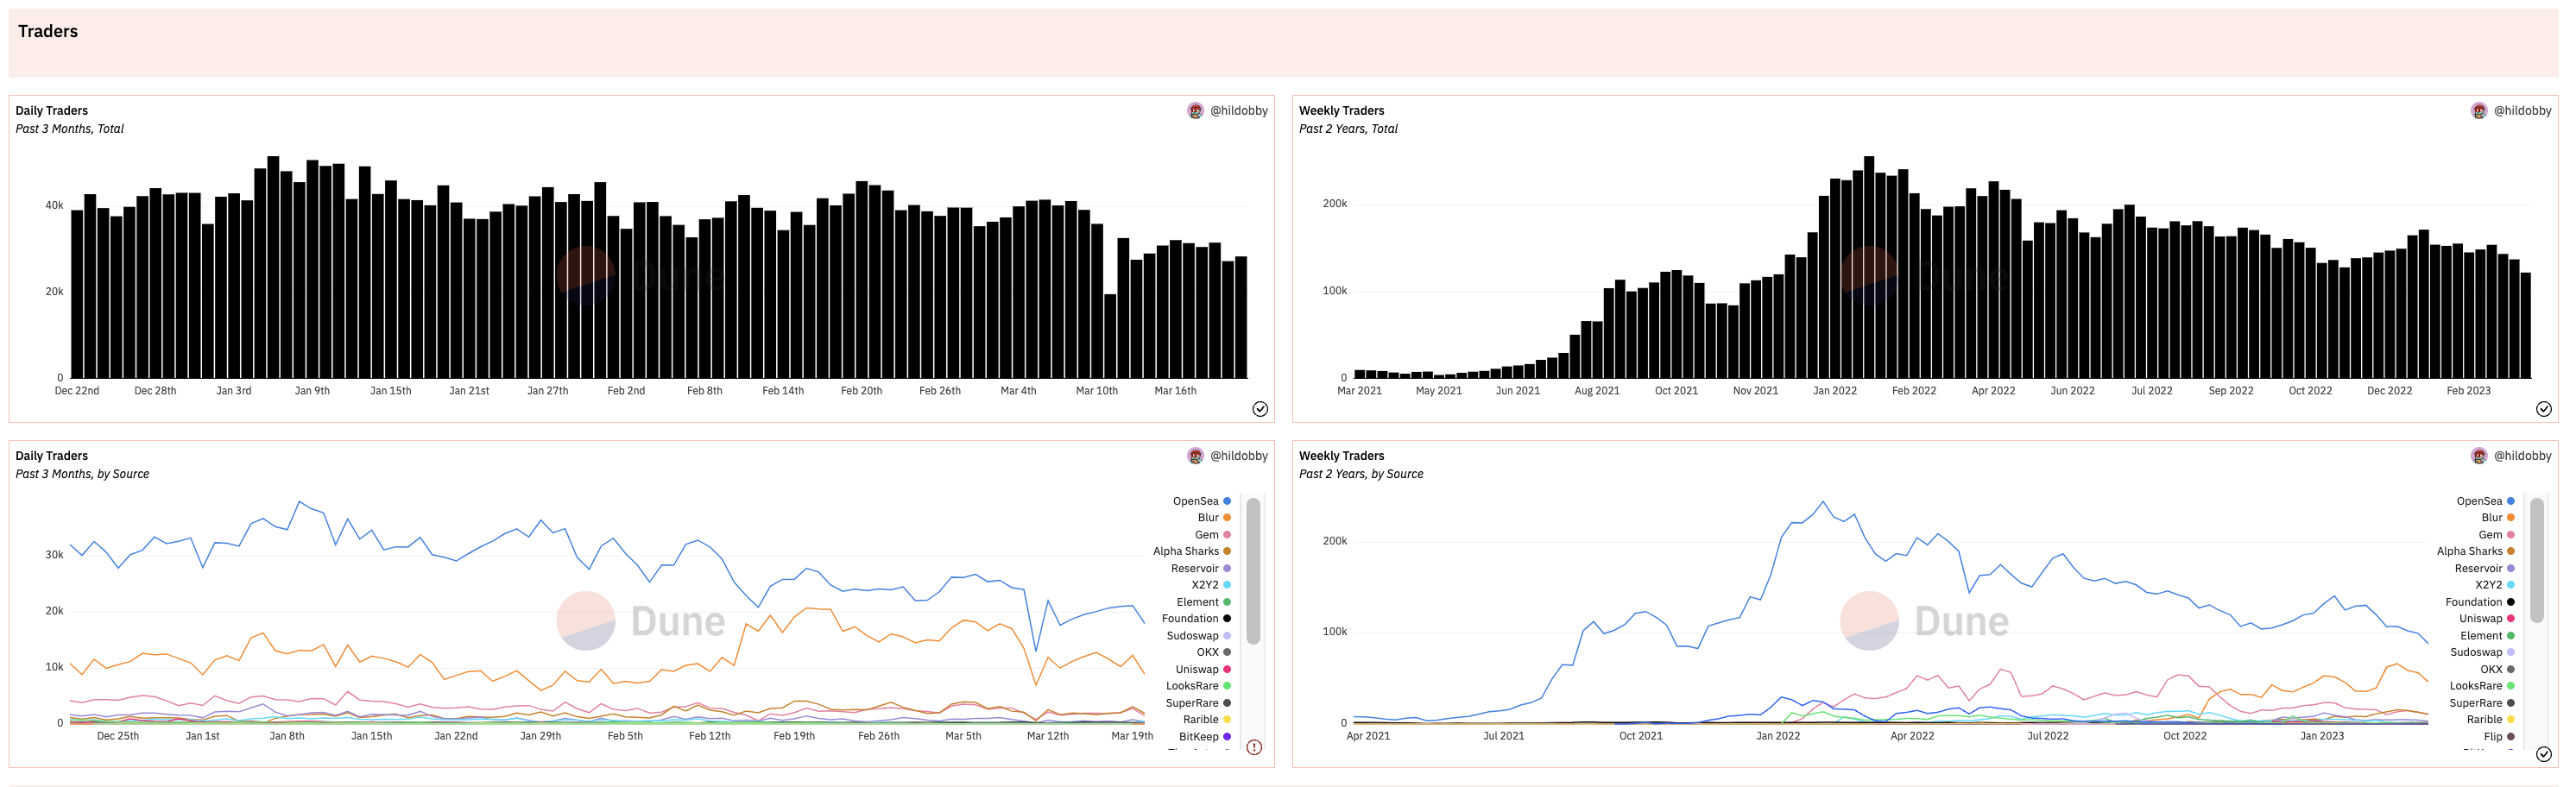 Traders
Daily Traders
@hildobby
Past 3 Months, Total
40k
20k
0
Dec 22nd Dec 28th Jan 3rd Jan 9th Jan 15th Jan 21st Jan 27th Feb 2nd Feb 8th Feb 14th Feb 20th Feb 26th Mar 4th Mar 10th Mar 16th
Dune
Weekly Traders
@hildobby
Past 2 Years, Total
200k
100k
0
Mar 2021 May 2021 Jun 2021 Aug 2021 Oct 2021 Nov 2021 Jan 2022 Feb 2022 Apr 2022 Jun 2022 Jul 2022 Sep 2022 Oct 2022 Dec 2022 Feb 2023
Dune
Daily Traders
@hildobby
Past 3 Months, by Source
30k
20k
10k
0
Dec 25th Jan 1st Jan 8th Jan 15th Jan 22nd Jan 29th Feb 5th Feb 12th Feb 19th Feb 26th Mar 5th Mar 12th Mar 19th
Dune
OpenSea
Blur
Gem
Alpha Sharks
Reservoir
X2Y2
Element
Foundation
Sudoswap
OKX
Uniswap
LooksRare
SuperRare
Rarible
BitKeep
Weekly Traders
@hildobby
Past 2 Years, by Source
200k
100k
0
Apr 2021 Jul 2021 Oct 2021 Jan 2022 Apr 2022 Jul 2022 Oct 2022 Jan 2023
Dune
OpenSea
Blur
Gem
Alpha Sharks
Reservoir
X2Y2
Foundation
Uniswap
Element
Sudoswap
OKX
LooksRare
SuperRare
Rarible
Flip